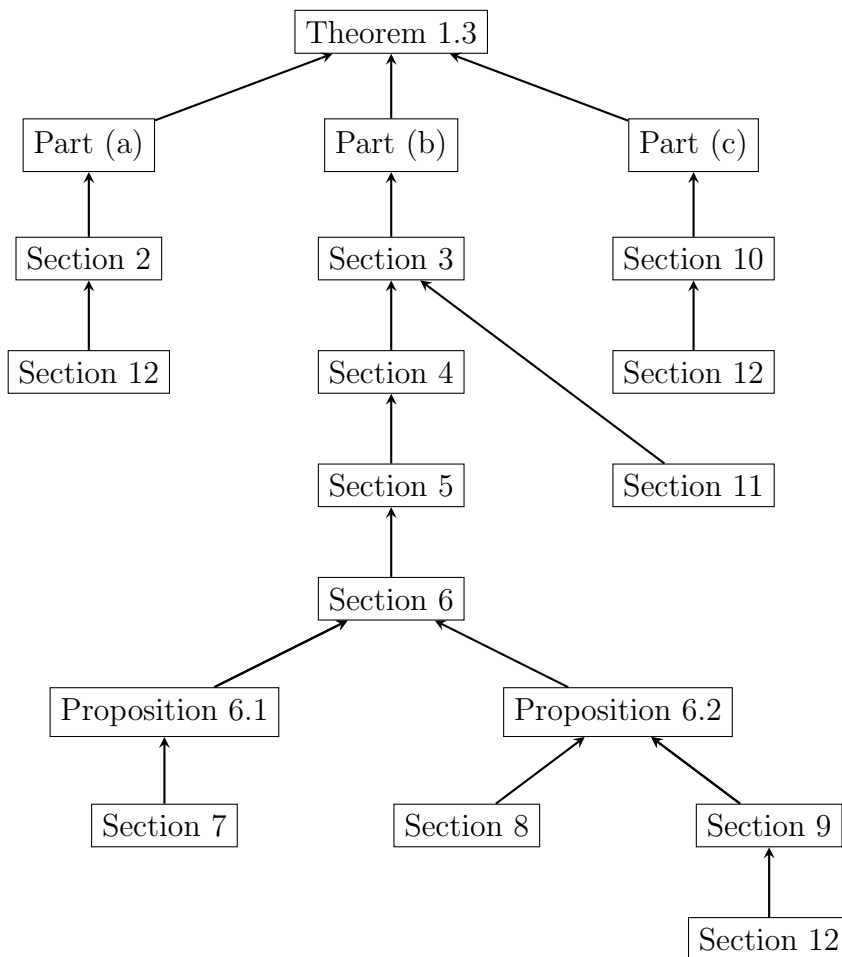 Theorem 1.3
Part (a)
Part (b)
Part (c)
Section 2
Section 3
Section 10
Section 12
Section 4
Section 12
Section 5
Section 11
Section 6
Proposition 6.1
Proposition 6.2
Section 7
Section 8
Section 9
Section 12